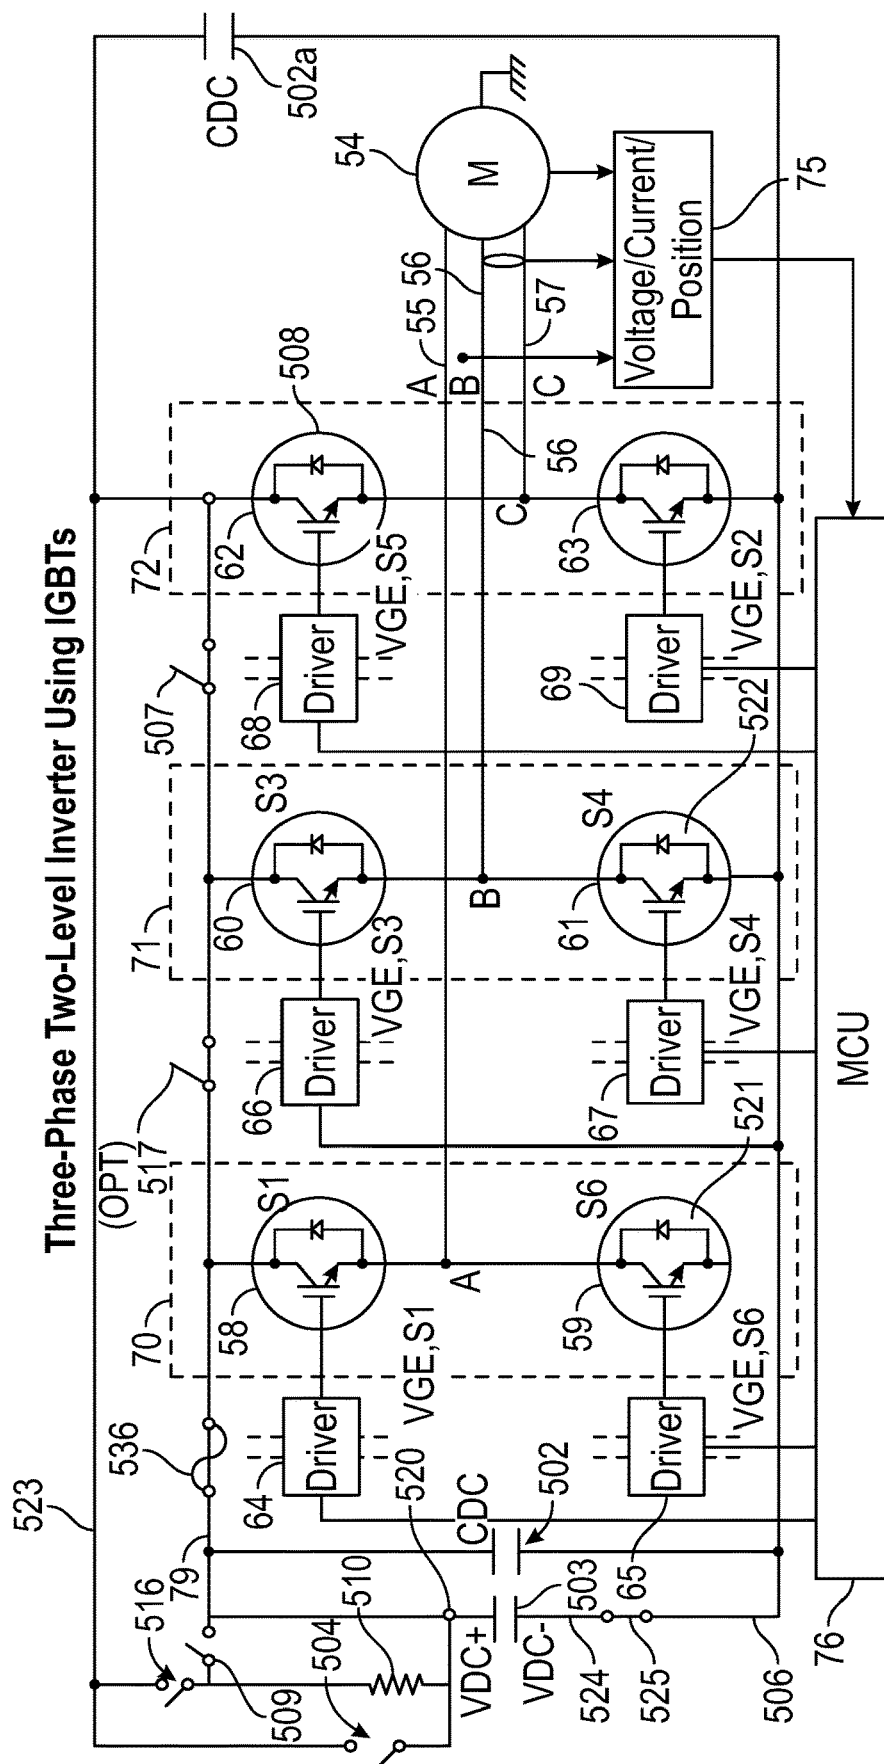 Three-Phase Two-Level Inverter Using IGBTs
523
516
79
536
(OPT)
517
507
CDC
502a
509
504
510
520
70
71
72
58
S1
60
S3
62
508
64
Driver
VGE,S1
66
Driver
VGE,S3
68
Driver
VGE,S5
A
B
C
A
B
C
55
56
56
57
54
M
VDC+
VDC-
CDC
502
503
524
525
506
59
S6
61
S4
63
65
Driver
VGE,S6
521
67
Driver
VGE,S4
522
69
Driver
VGE,S2
Voltage/Current/
Position
75
76
MCU